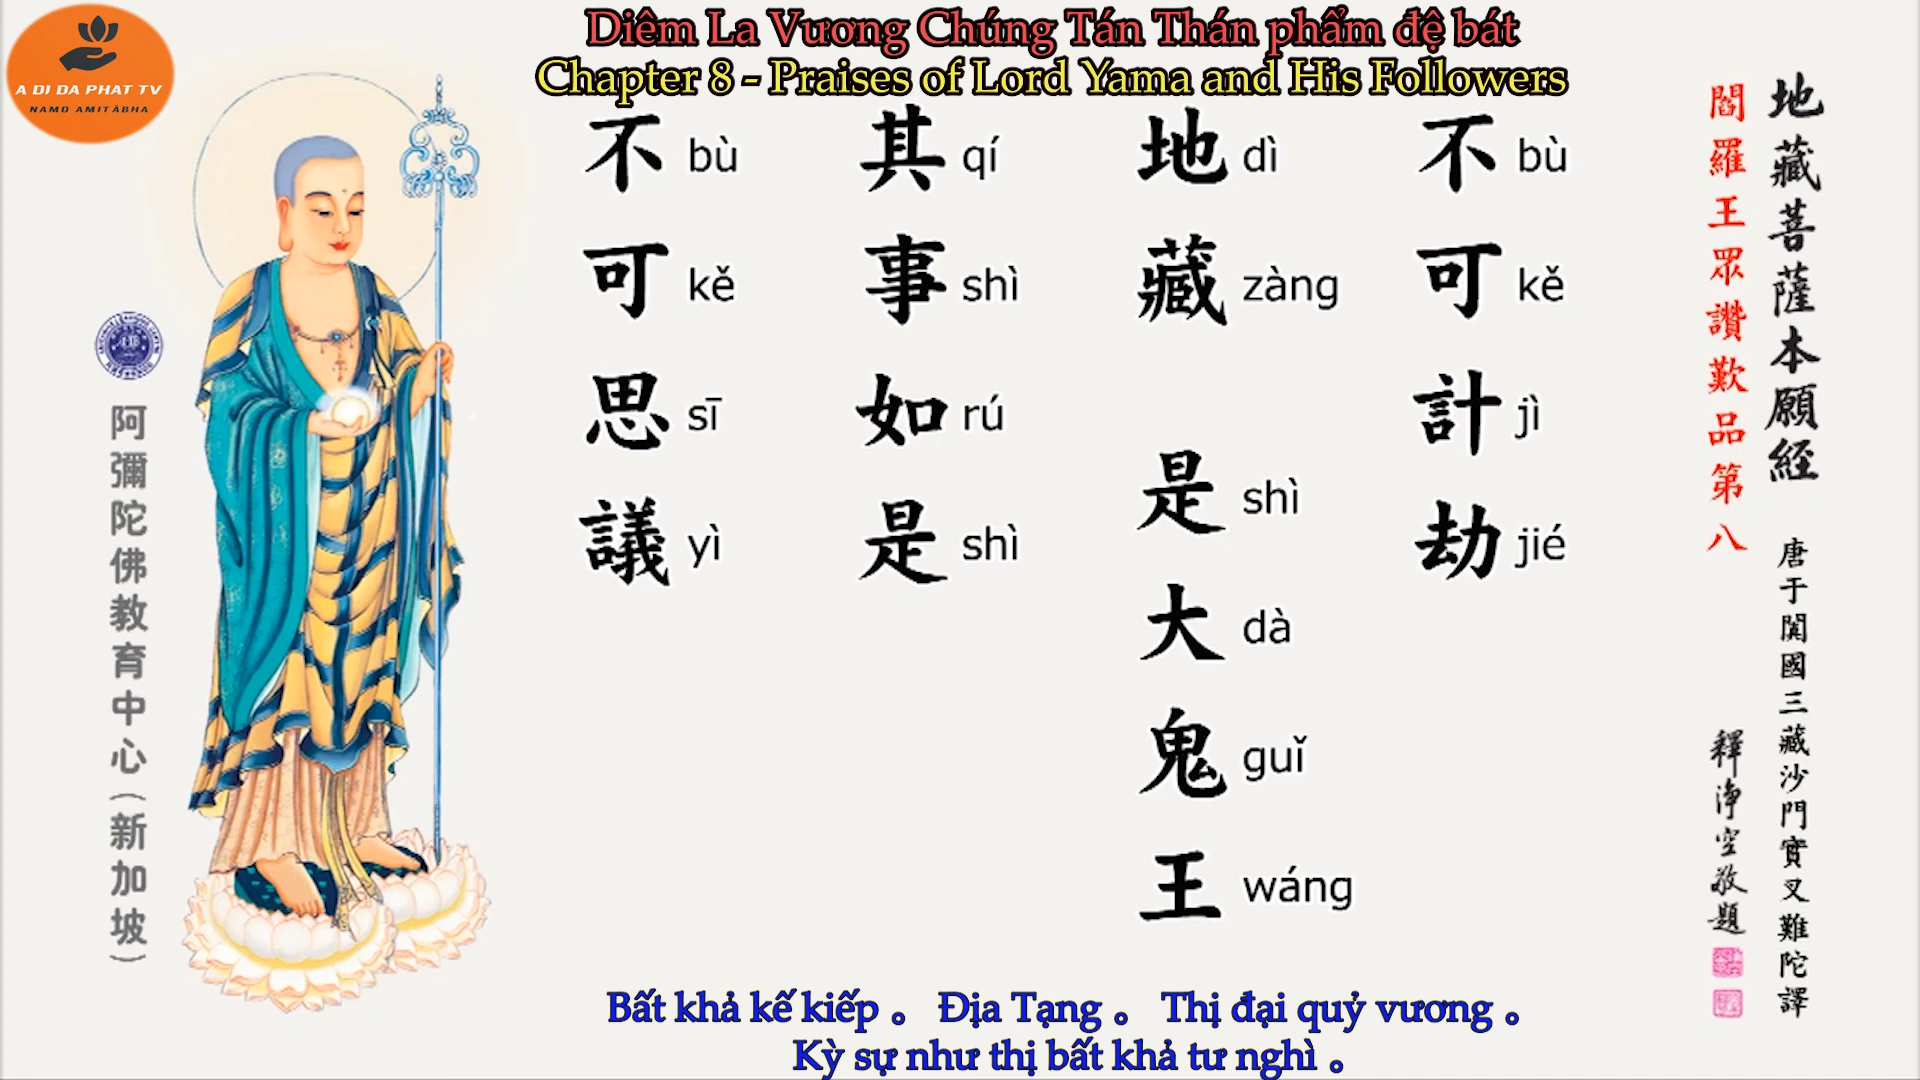 A DI DA PHAT TV
NAMO AMITÀBHA
Diêm La Vương Chúng Tán Thán phẩm đệ bát
Chapter 8 - Praises of Lord Yama and His Followers
地藏菩薩本願經 唐于闐國三藏沙門實叉難陀譯
閻羅王眾讚歎品第八
釋淨空敬題
不 bù 可 kě 計 jì 劫 jié
地 dì 藏 zàng 是 shì 大 dà 鬼 guǐ 王 wáng
其 qí 事 shì 如 rú 是 shì
不 bù 可 kě 思 sī 議 yì
阿彌陀佛教育中心(新加坡)
Bất khả kế kiếp 。 Địa Tạng 。 Thị đại quỷ vương 。
Kỳ sự như thị bất khả tư nghì 。